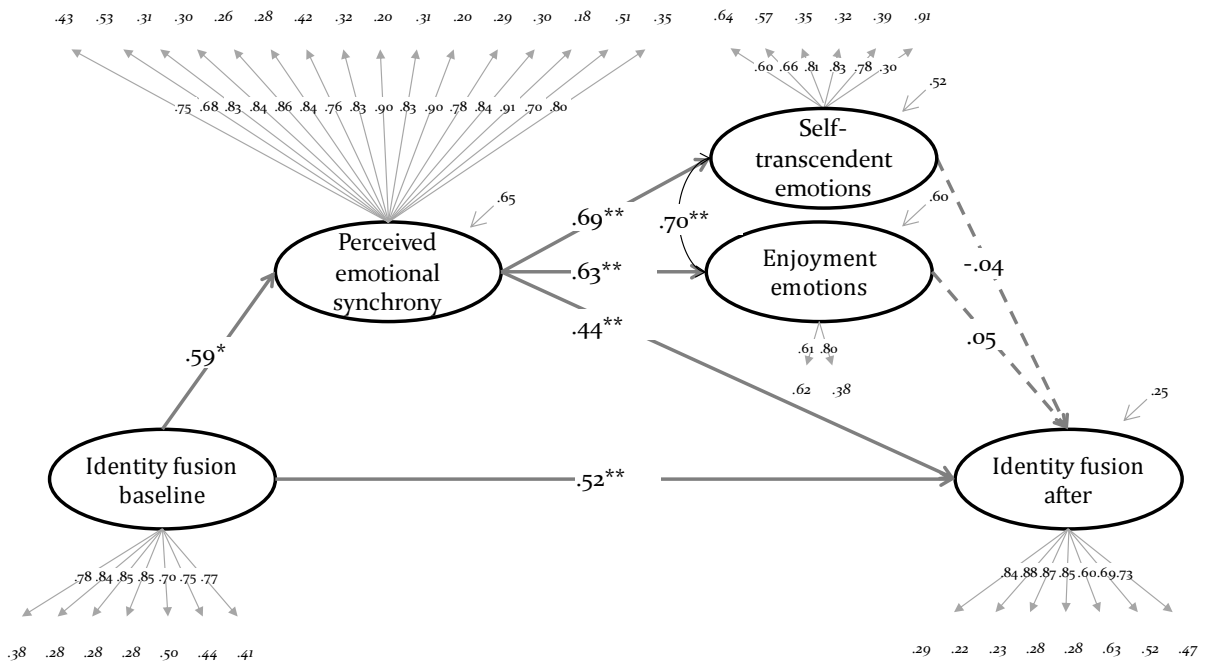 .43 .53 .31 .30 .26 .28 .42 .32 .20 .31 .20 .29 .30 .18 .51 .35
.64 .57 .35 .32 .39 .91
.60 .66 .81 .83 .78 .30
.75 .68 .83 .84 .86 .84 .76 .83 .90 .83 .90 .78 .84 .91 .70 .80
.52
Self-
transcendent
emotions
.65
.60
.69**
.70**
-.04
Perceived
emotional
synchrony
.63**
Enjoyment
emotions
.44**
.05
.59*
.61 .80
.62 .38
.25
Identity fusion
baseline
.52**
Identity fusion
after
.78 .84 .85 .85 .70 .75 .77
.84 .88 .87 .85 .60 .69 .73
.38 .28 .28 .28 .50 .44 .41
.29 .22 .23 .28 .28 .63 .52 .47